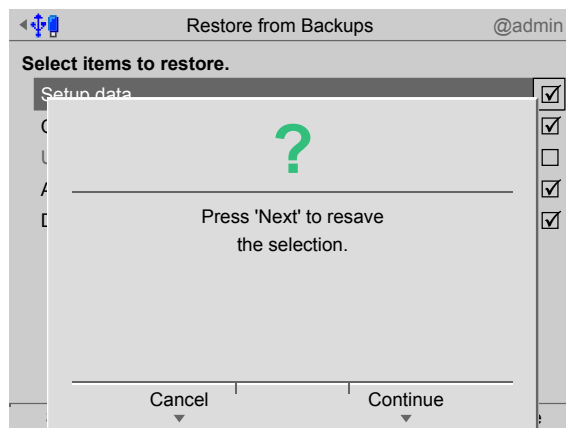 Restore from Backups @admin
Select items to restore.
Setup data
?
Press 'Next' to resave
the selection.
Cancel Continue